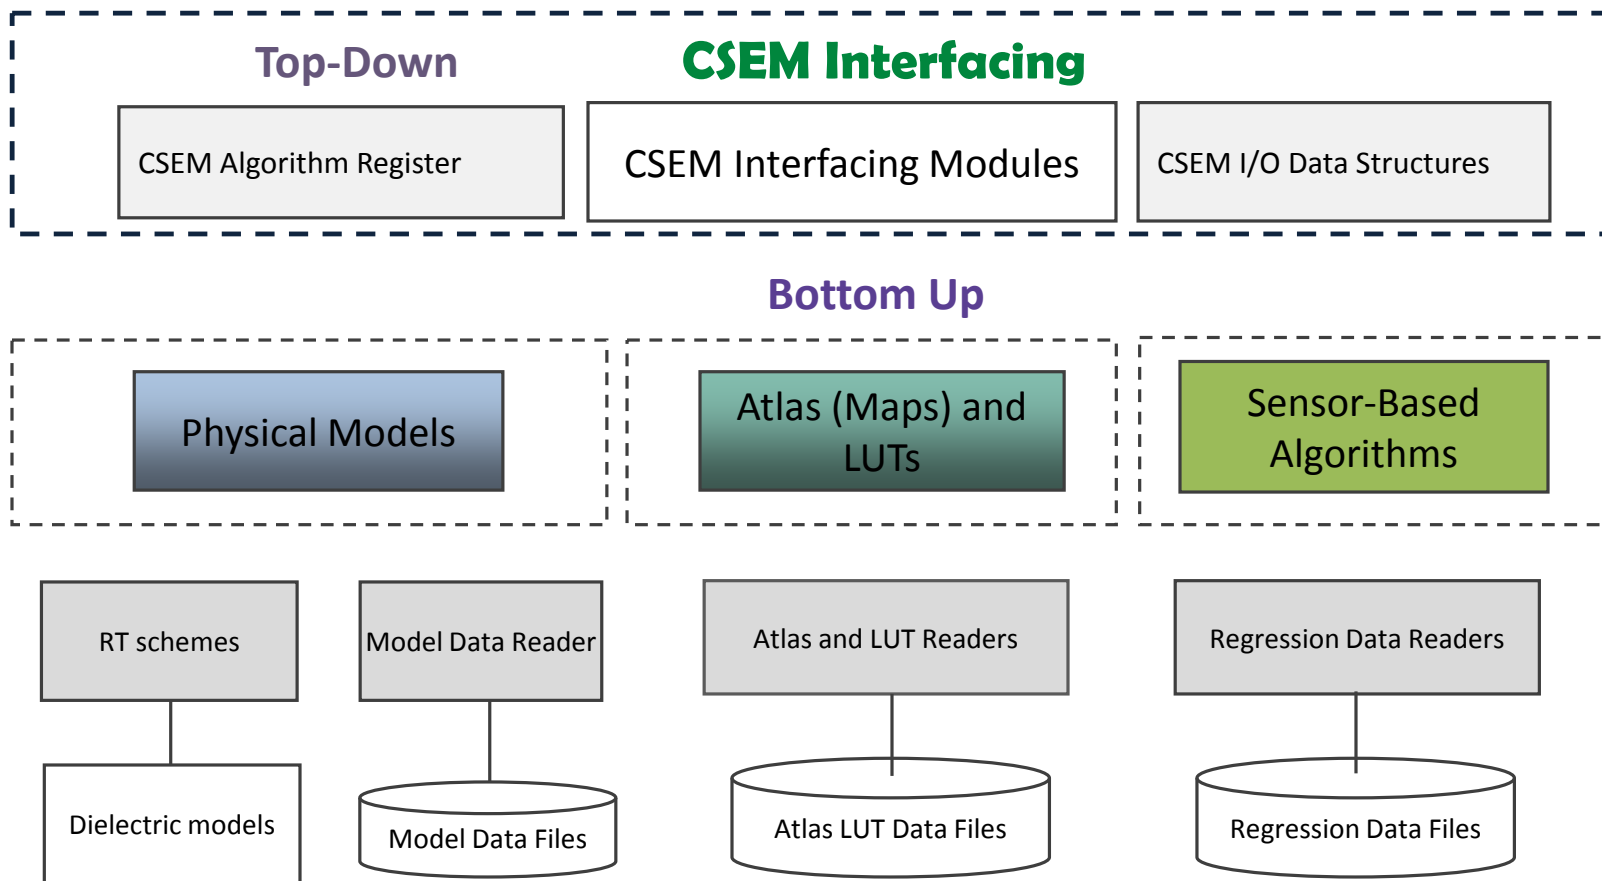 Top-Down
CSEM Interfacing
CSEM Algorithm Register
CSEM Interfacing Modules
CSEM I/O Data Structures
Bottom Up
Physical Models
Atlas (Maps) and
LUTs
Sensor-Based
Algorithms
RT schemes
Model Data Reader
Atlas and LUT Readers
Regression Data Readers
Dielectric models
Model Data Files
Atlas LUT Data Files
Regression Data Files